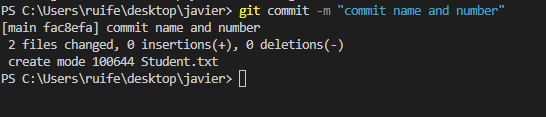 PS C:\Users\ruife\desktop\javier> git commit -m "commit name and number"
[main fac8efa] commit name and number
 2 files changed, 0 insertions(+), 0 deletions(-)
 create mode 100644 Student.txt
PS C:\Users\ruife\desktop\javier>